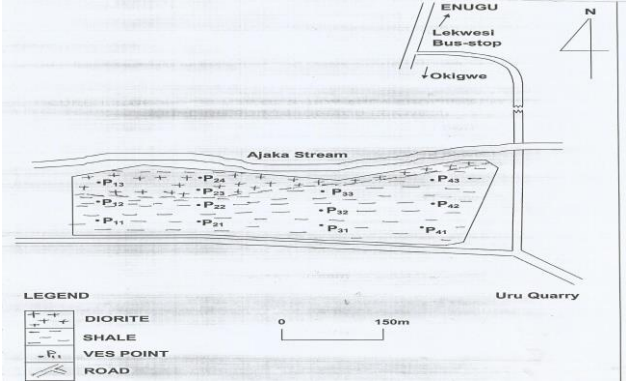 ENUGU
N
Lekwesi
Bus-stop
Okigwe
Ajaka Stream
P13 P24 P43
P23 P33
P12 P22 P32 P42
P11 P21 P31 P41
LEGEND
Uru Quarry
DIORITE
0 150m
SHALE
P11 VES POINT
ROAD